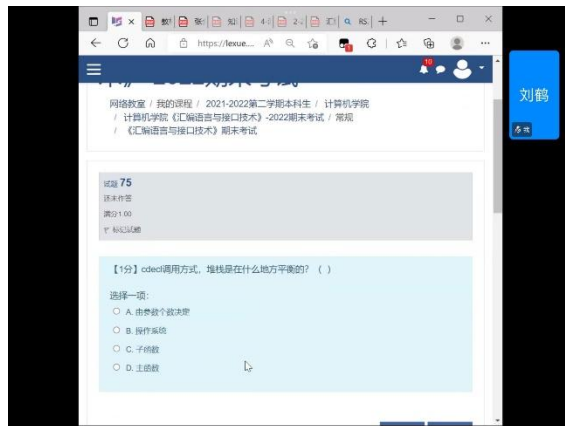 https://lexue...
10
网络教室 / 我的课程 / 2021-2022第二学期本科生 / 计算机学院
/ 计算机学院《汇编语言与接口技术》-2022期末考试 / 常规
/ 《汇编语言与接口技术》期末考试
刘鹤
试题 75
还未作答
满分1.00
标记试题
【1分】cdecl调用方式，堆栈是在什么地方平衡的？（ ）
选择一项:
A. 由参数个数决定
B. 操作系统
C. 子函数
D. 主函数